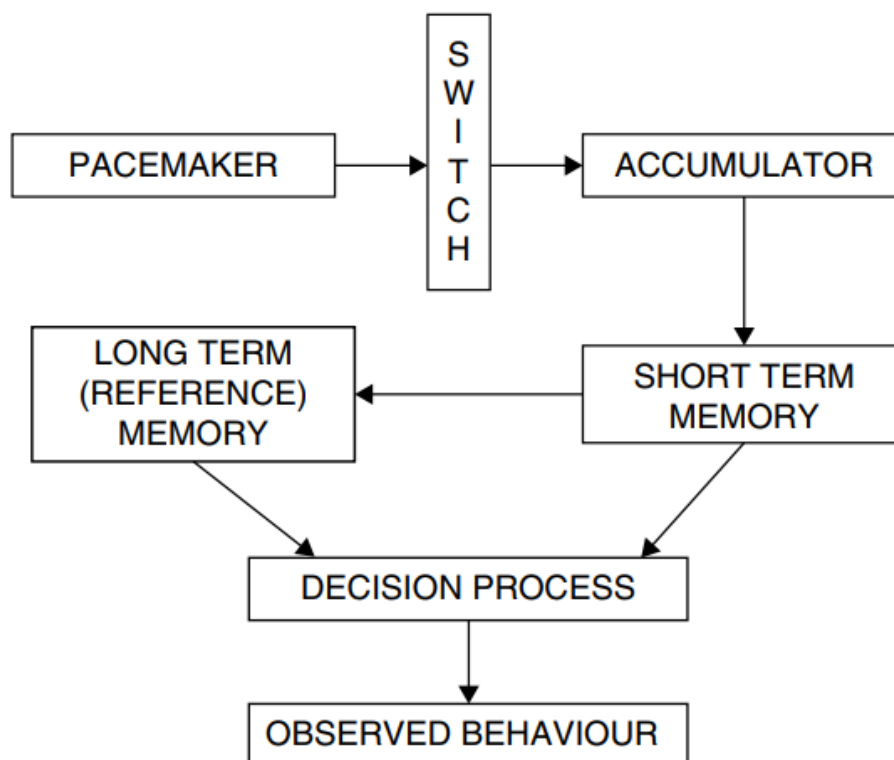 S
W
I
T
C
H
PACEMAKER
ACCUMULATOR
LONG TERM
(REFERENCE)
MEMORY
SHORT TERM
MEMORY
DECISION PROCESS
OBSERVED BEHAVIOUR